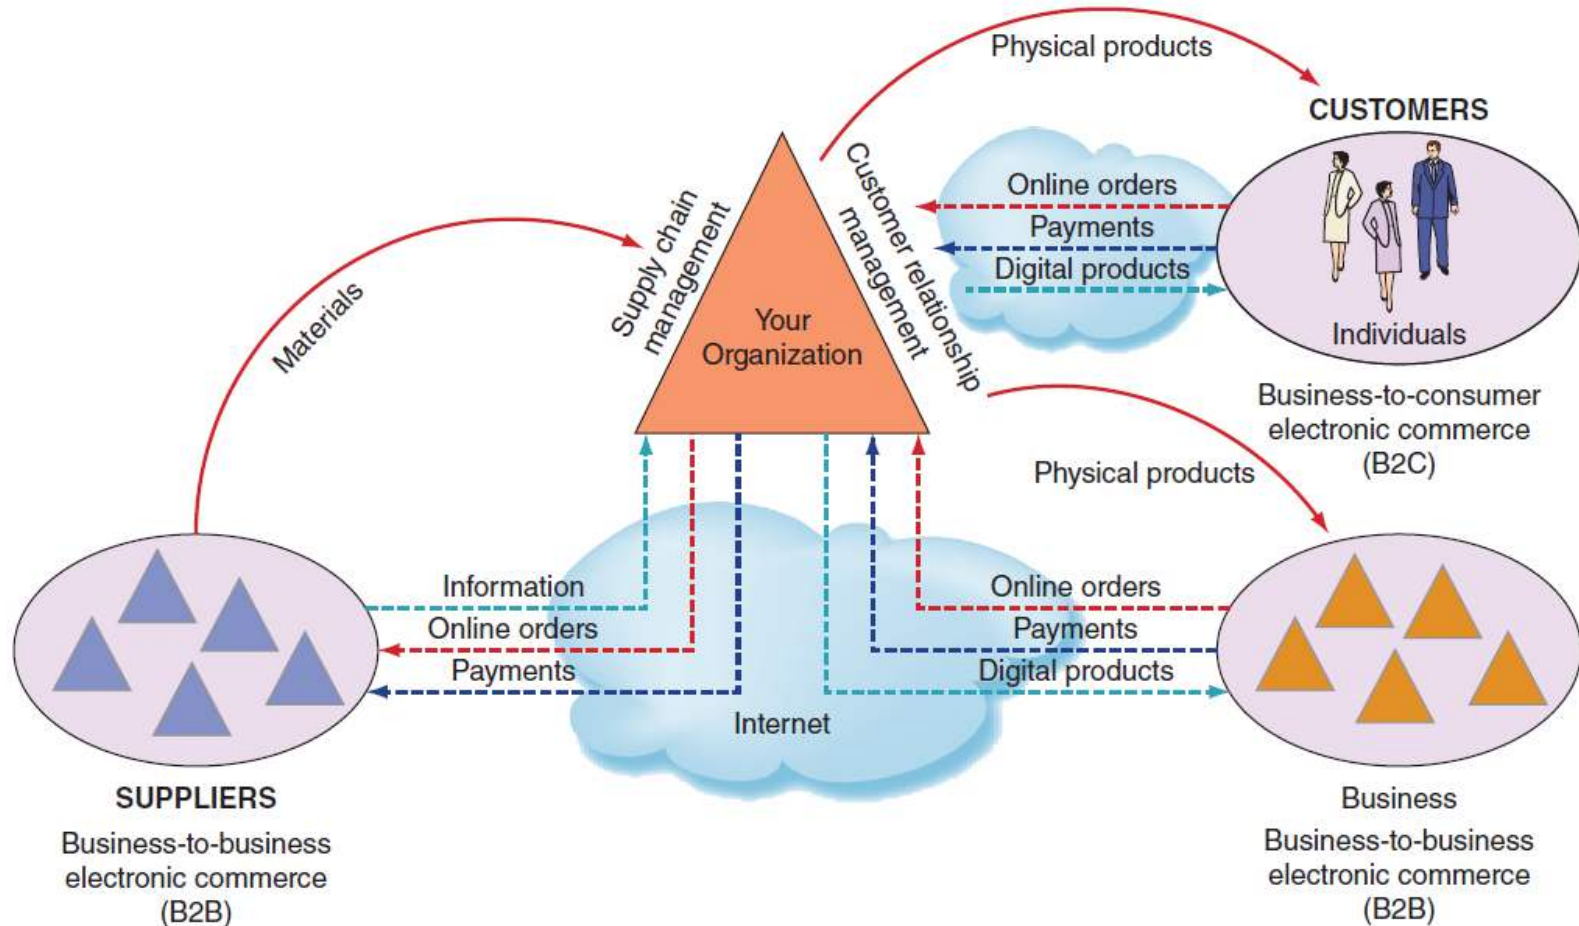 Physical products
CUSTOMERS
Online orders
Payments
Digital products
Individuals
Business-to-consumer
electronic commerce
(B2C)
Customer relationship
management
Supply chain
management
Your
Organization
Materials
Physical products
Information
Online orders
Payments
Internet
Online orders
Payments
Digital products
SUPPLIERS
Business-to-business
electronic commerce
(B2B)
Business
Business-to-business
electronic commerce
(B2B)